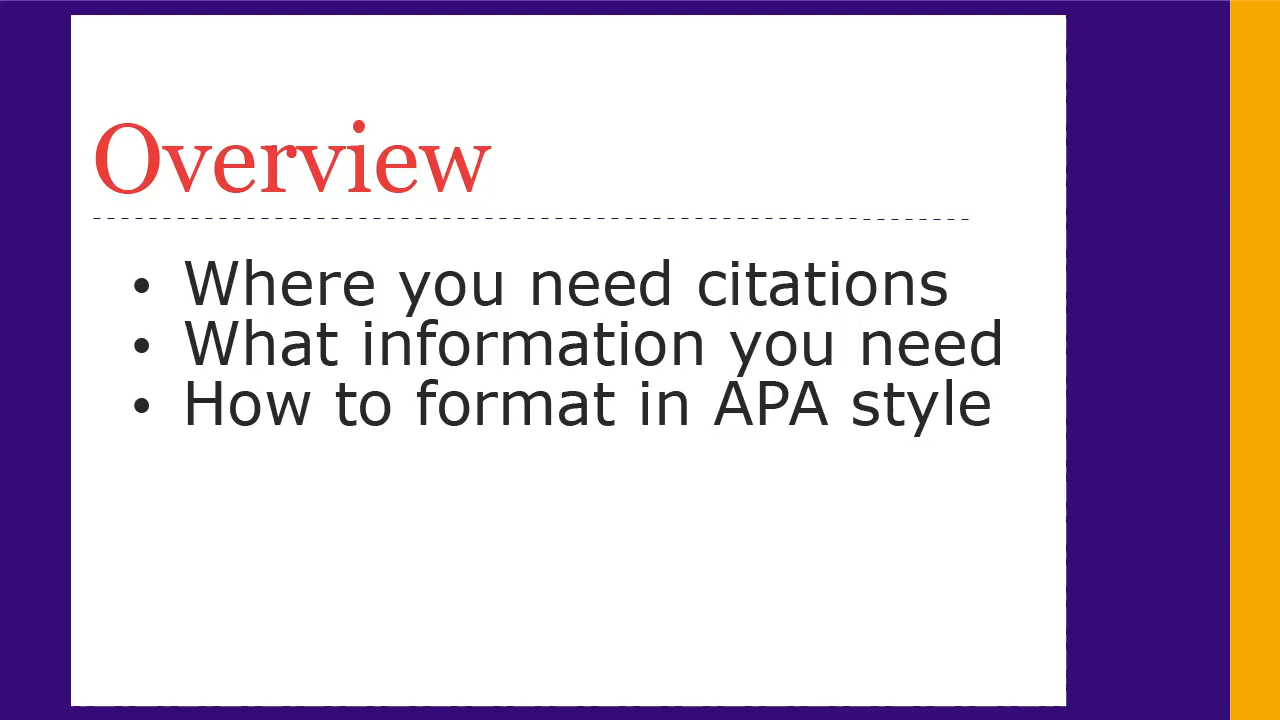 Overview
• Where you need citations
• What information you need
• How to format in APA style